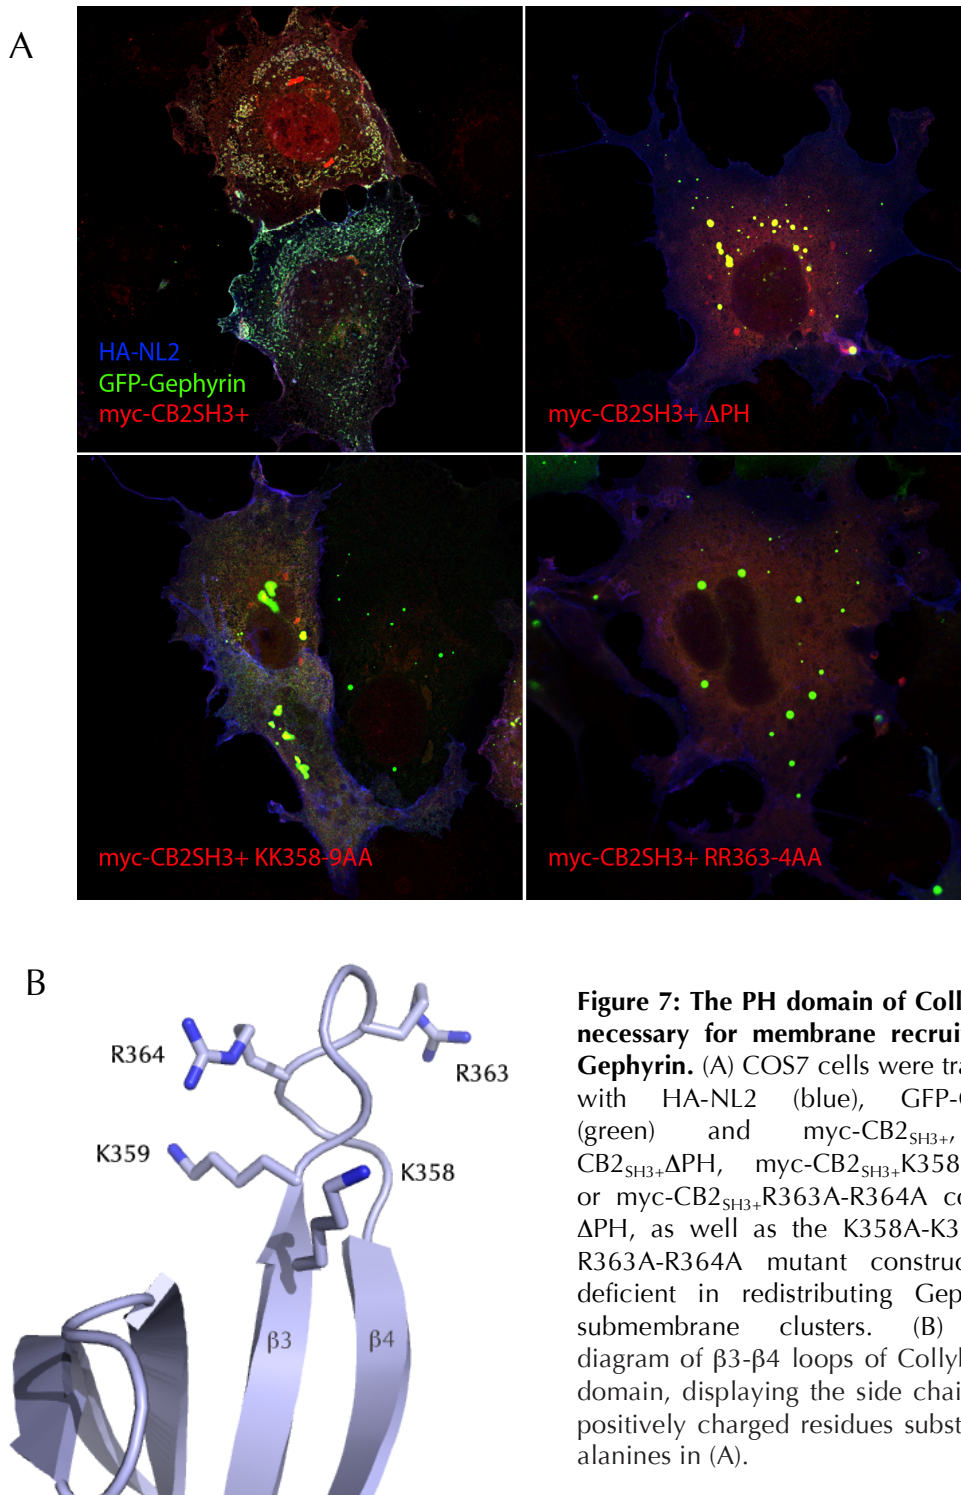 A
HA-NL2
GFP-Gephyrin
myc-CB2SH3+
myc-CB2SH3+ ΔPH
myc-CB2SH3+ KK358-9AA
myc-CB2SH3+ RR363-4AA
B
R364
R363
K359
K358
β3
β4
Figure 7: The PH domain of Coll
necessary for membrane recrui
Gephyrin. (A) COS7 cells were tra
with HA-NL2 (blue), GFP-
(green) and myc-CB2SH3+,
CB2SH3+ΔPH, myc-CB2SH3+K358
or myc-CB2SH3+R363A-R364A co
ΔPH, as well as the K358A-K3
R363A-R364A mutant construc
deficient in redistributing Gep
submembrane clusters. (B)
diagram of β3-β4 loops of Collyb
domain, displaying the side chai
positively charged residues subst
alanines in (A).